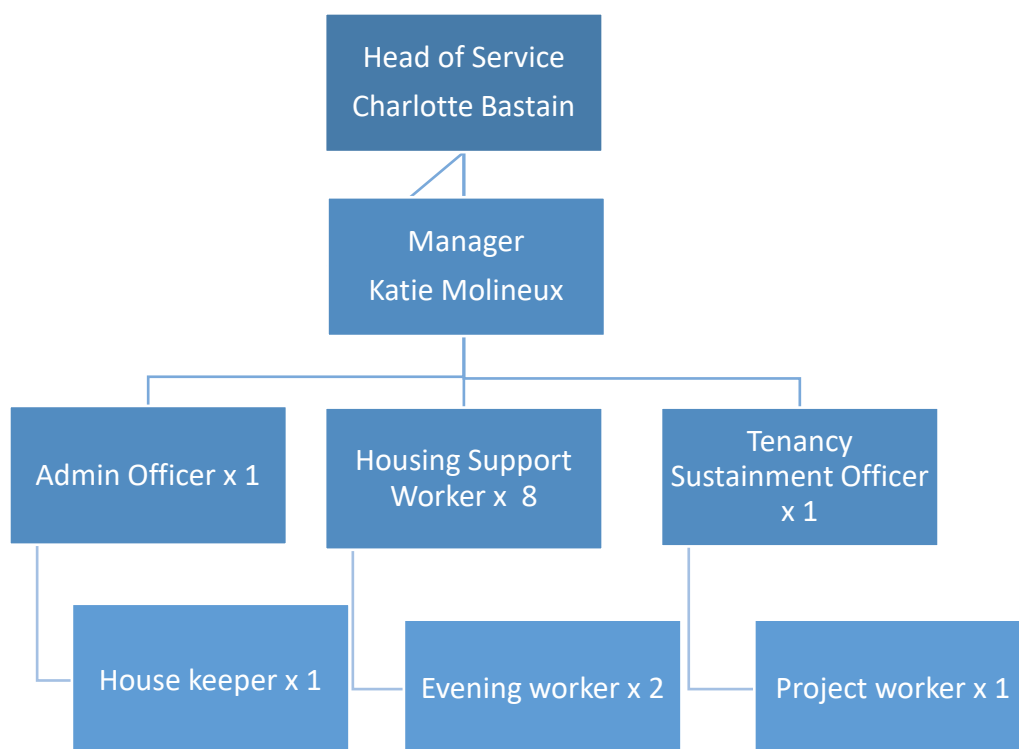 Head of Service
Charlotte Bastain
Manager
Katie Molineux
Admin Officer x 1
Housing Support
Worker x  8
Tenancy
Sustainment Officer
x 1
House keeper x 1
Evening worker x 2
Project worker x 1